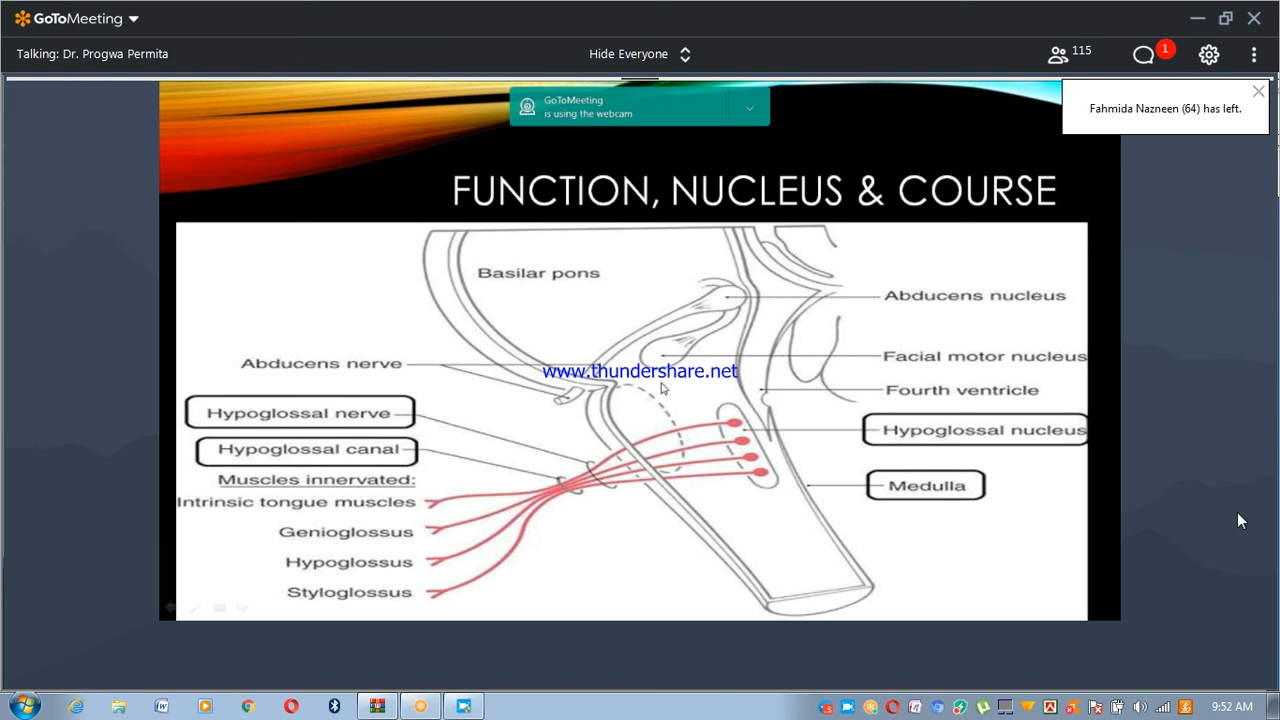 GoToMeeting
Talking: Dr. Progwa Permita
Hide Everyone
115
1
GoToMeeting
is using the webcam
Fahmida Nazneen (64) has left.
FUNCTION, NUCLEUS & COURSE
Basilar pons
Abducens nucleus
Abducens nerve
Facial motor nucleus
www.thundershare.net
Fourth ventricle
Hypoglossal nerve
Hypoglossal nucleus
Hypoglossal canal
Muscles innervated:
Medulla
Intrinsic tongue muscles
Genioglossus
Hypoglossus
Styloglossus
9:52 AM